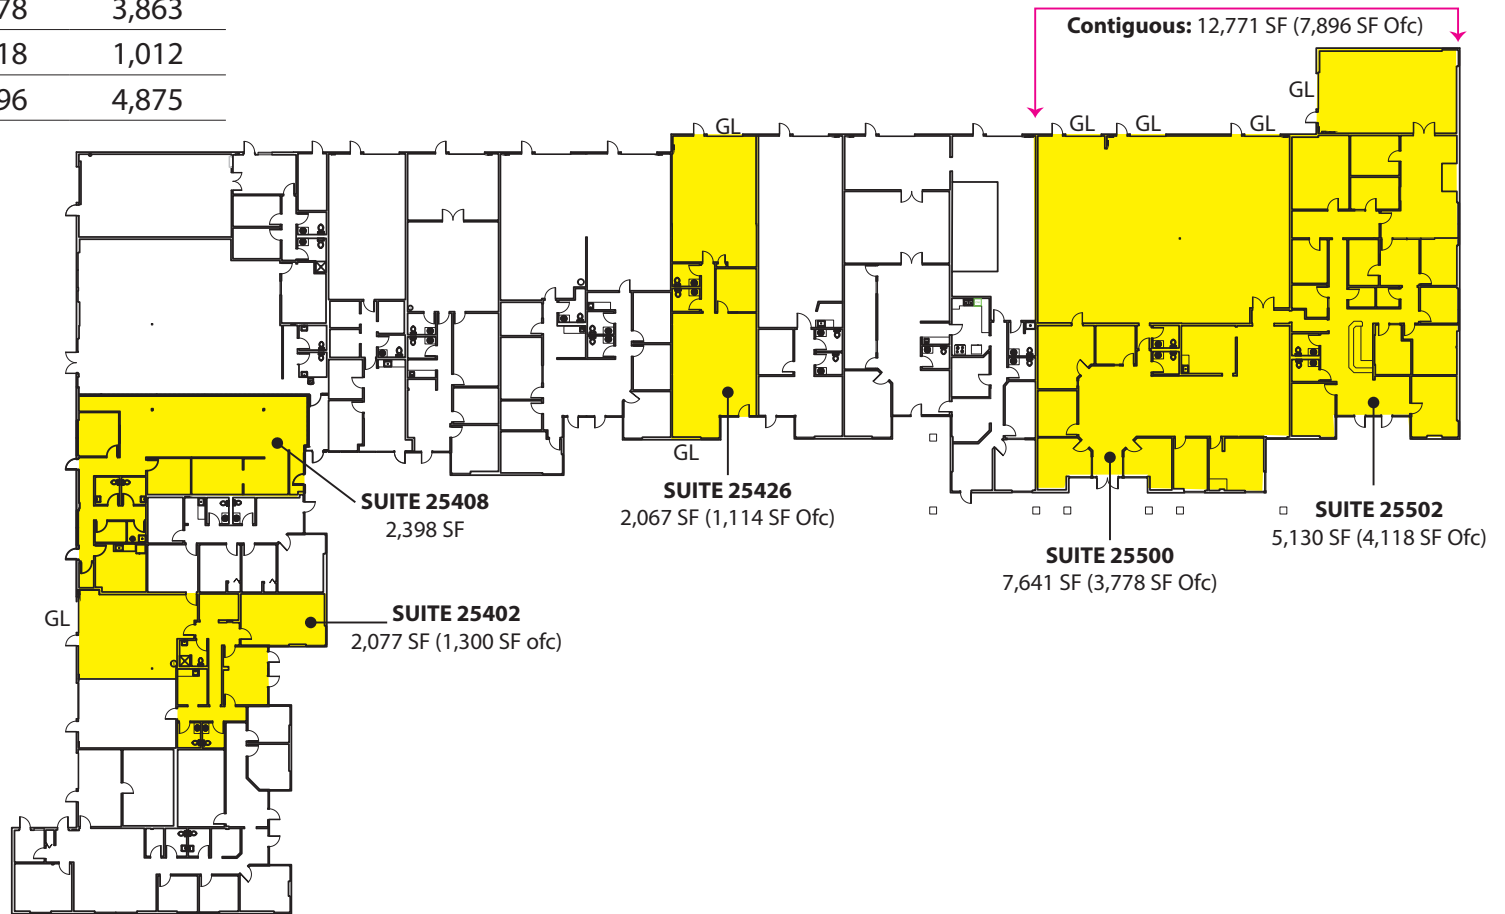 78 3,863
18 1,012
96 4,875
Contiguous: 12,771 SF (7,896 SF Ofc)
GL
GL
GL
GL
GL
SUITE 25408
2,398 SF
GL
SUITE 25426
2,067 SF (1,114 SF Ofc)
SUITE 25500
7,641 SF (3,778 SF Ofc)
SUITE 25502
5,130 SF (4,118 SF Ofc)
GL
SUITE 25402
2,077 SF (1,300 SF ofc)